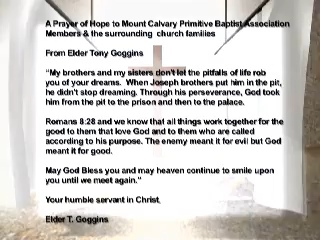 A Prayer of Hope to Mount Calvary Primitive Baptist Association
Members & the surrounding church families
From Elder Tony Goggins
“My brothers and my sisters don't let the pitfalls of life rob
you of your dreams. When Joseph brothers put him in the pit,
he didn't stop dreaming. Through his perseverance, God took
him from the pit to the prison and then to the palace.
Romans 8:28 and we know that all things work together for the
good to them that love God and to them who are called
according to his purpose. The enemy meant it for evil but God
meant it for good.
May God Bless you and may heaven continue to smile upon
you until we meet again.”
Your humble servant in Christ,
Elder T. Goggins